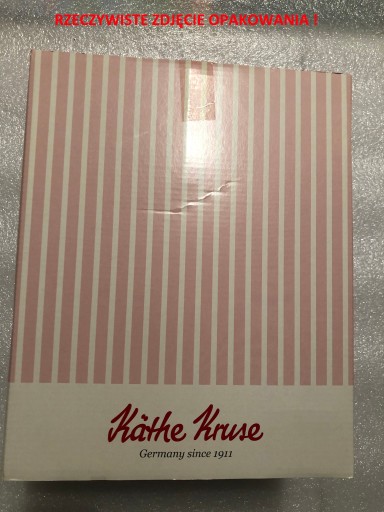 RZECZYWISTE ZDJĘCIE OPAKOWANIA !
Käthe Kruse
Germany since 1911